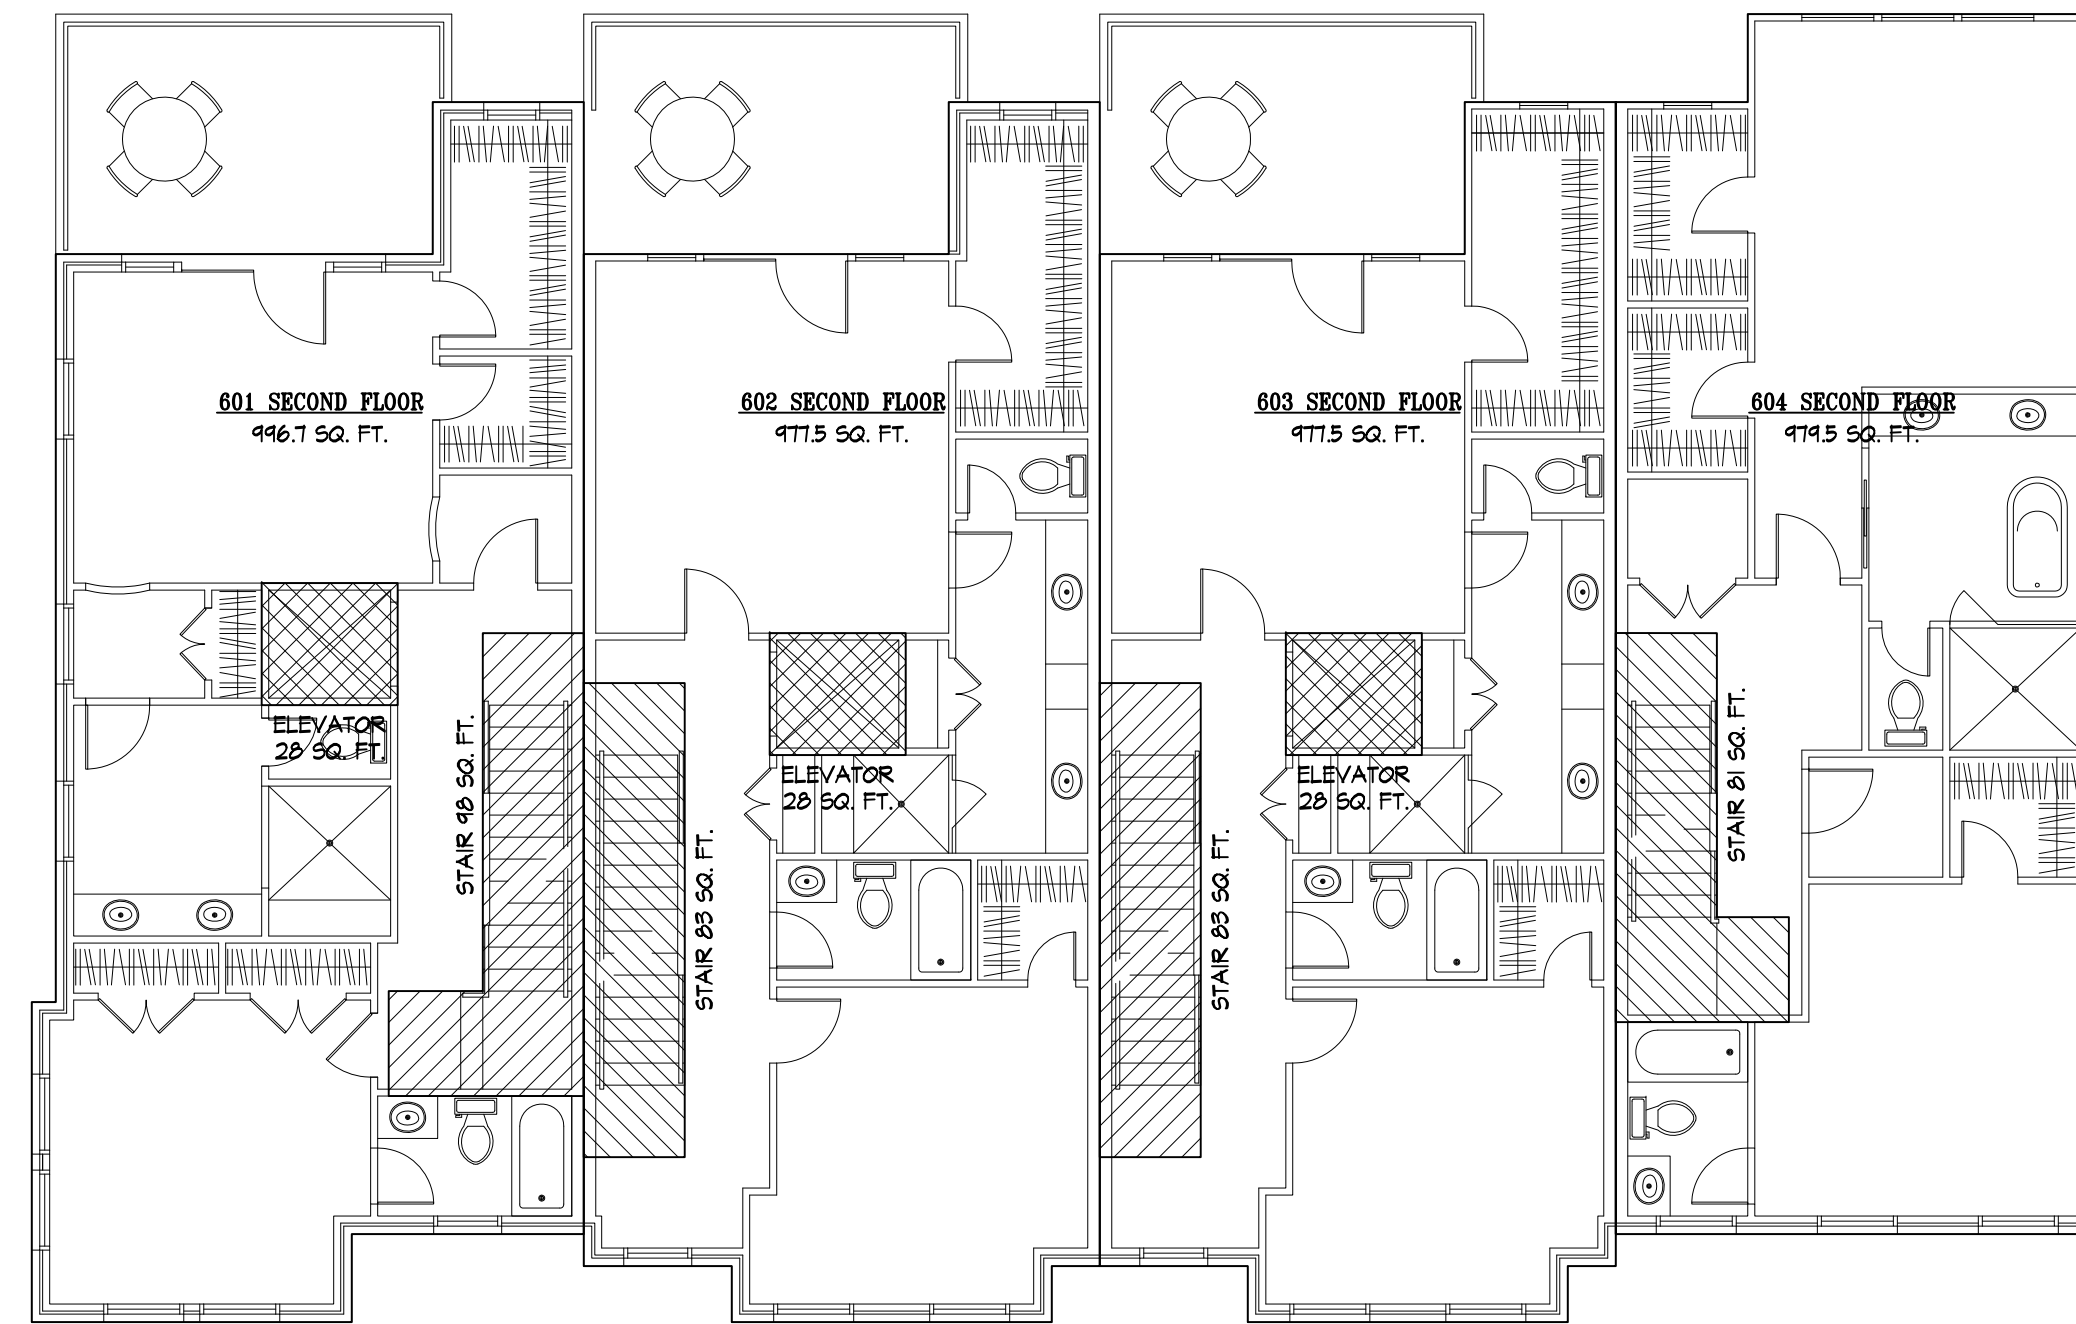 601 SECOND FLOOR
996.7 SQ. FT.
602 SECOND FLOOR
977.5 SQ. FT.
603 SECOND FLOOR
977.5 SQ. FT.
604 SECOND FLOOR
979.5 SQ. FT.
ELEVATOR
28 SQ. FT.
STAIR 98 SQ. FT.
ELEVATOR
28 SQ. FT.
STAIR 83 SQ. FT.
ELEVATOR
28 SQ. FT.
STAIR 83 SQ. FT.
STAIR 81 SQ. FT.